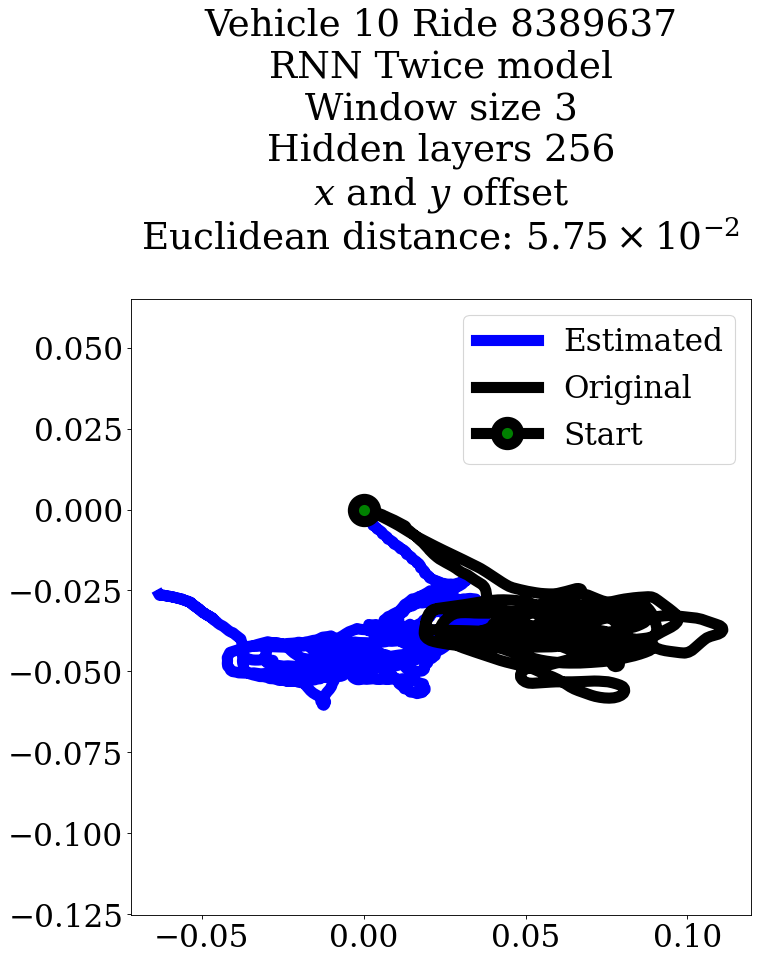 Vehicle 10 Ride 8389637
RNN Twice model
Window size 3
Hidden layers 256
x and y offset
Euclidean distance: 5.75 × 10⁻²
Estimated
Original
Start
0.050
0.025
0.000
−0.025
−0.050
−0.075
−0.100
−0.125
−0.05 0.00 0.05 0.10